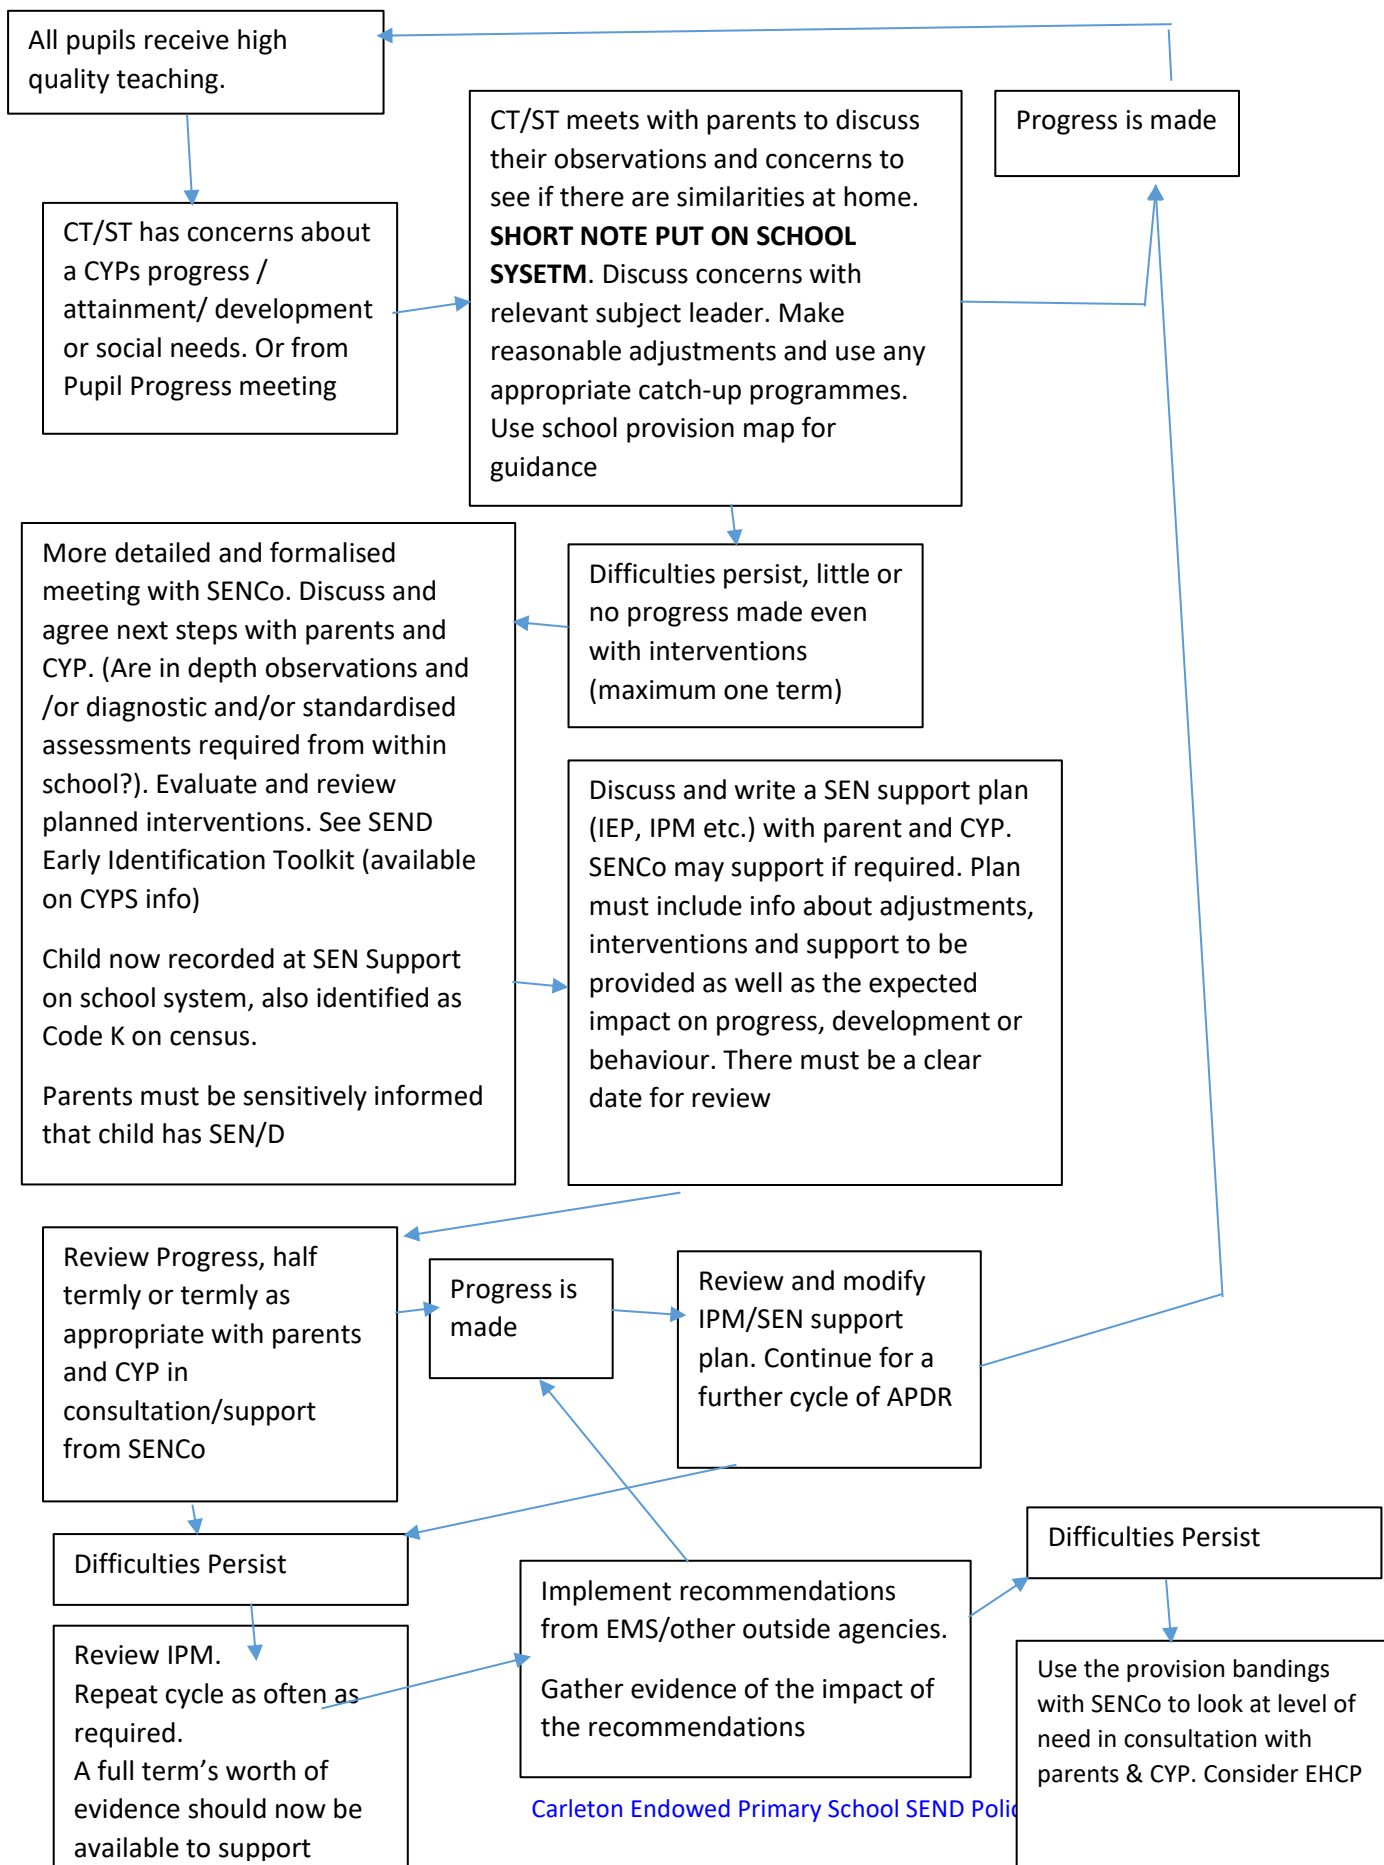 All pupils receive high
quality teaching.
Progress is made
CT/ST meets with parents to discuss
their observations and concerns to
see if there are similarities at home.
SHORT NOTE PUT ON SCHOOL
SYSETM. Discuss concerns with
relevant subject leader. Make
reasonable adjustments and use any
appropriate catch-up programmes.
Use school provision map for
guidance
CT/ST has concerns about
a CYPs progress /
attainment/ development
or social needs. Or from
Pupil Progress meeting
More detailed and formalised
meeting with SENCo. Discuss and
agree next steps with parents and
CYP. (Are in depth observations and
/or diagnostic and/or standardised
assessments required from within
school?). Evaluate and review
planned interventions. See SEND
Early Identification Toolkit (available
on CYPS info)
Child now recorded at SEN Support
on school system, also identified as
Code K on census.
Parents must be sensitively informed
that child has SEN/D
Difficulties persist, little or
no progress made even
with interventions
(maximum one term)
Discuss and write a SEN support plan
(IEP, IPM etc.) with parent and CYP.
SENCo may support if required. Plan
must include info about adjustments,
interventions and support to be
provided as well as the expected
impact on progress, development or
behaviour. There must be a clear
date for review
Review Progress, half
termly or termly as
appropriate with parents
and CYP in
consultation/support
from SENCo
Progress is
made
Review and modify
IPM/SEN support
plan. Continue for a
further cycle of APDR
Difficulties Persist
Difficulties Persist
Implement recommendations
from EMS/other outside agencies.
Gather evidence of the impact of
the recommendations
Review IPM.
Repeat cycle as often as
required.
A full term's worth of
evidence should now be
available to support
Use the provision bandings
with SENCo to look at level of
need in consultation with
parents & CYP. Consider EHCP
Carleton Endowed Primary School SEND Polic